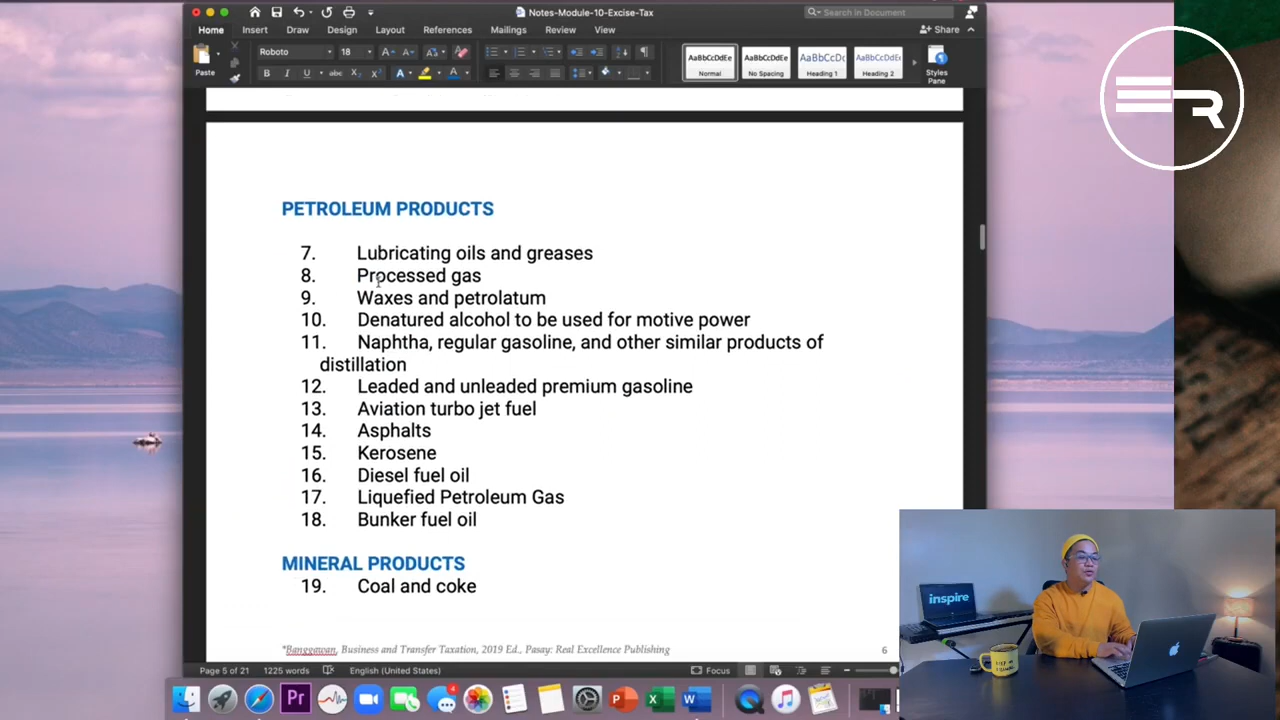 Notes-Module-10-Excise-Tax
Search in Document
Home Insert Draw Design Layout References Mailings Review View Share
Roboto 18
Paste
AaBbCcDdEe AaBbCcDdEe AaBbCcDc AaBbCcDdEe
Normal No Spacing Heading 1 Heading 2 Styles Pane
PETROLEUM PRODUCTS
7. Lubricating oils and greases
8. Processed gas
9. Waxes and petrolatum
10. Denatured alcohol to be used for motive power
11. Naphtha, regular gasoline, and other similar products of
distillation
12. Leaded and unleaded premium gasoline
13. Aviation turbo jet fuel
14. Asphalts
15. Kerosene
16. Diesel fuel oil
17. Liquefied Petroleum Gas
18. Bunker fuel oil
MINERAL PRODUCTS
19. Coal and coke
*Banggawan, Business and Transfer Taxation, 2019 Ed., Pasay: Real Excellence Publishing 6
Page 5 of 21 1225 words English (United States) Focus
inspire
ER